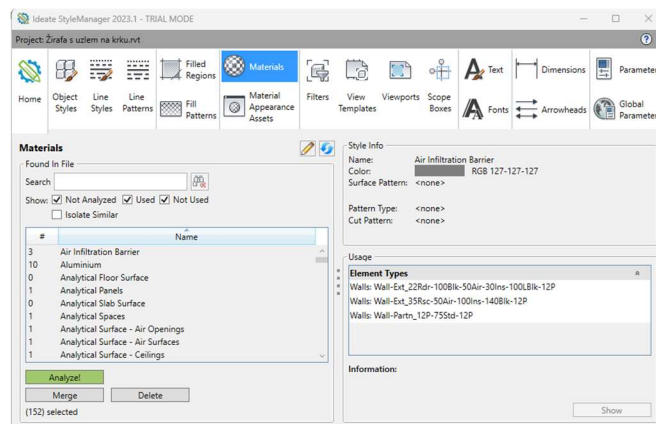 Ideate StyleManager 2023.1 - TRIAL MODE
Project: Žirafa s uzlem na krku.rvt
Home
Object Styles
Line Styles
Line Patterns
Filled Regions
Fill Patterns
Materials
Material Appearance Assets
Filters
View Templates
Viewports
Scope Boxes
Text
Fonts
Dimensions
Arrowheads
Parameter
Global Parameter
Materials
Found In File
Search
Show: Not Analyzed Used Not Used
Isolate Similar
# Name
3 Air Infiltration Barrier
10 Aluminium
0 Analytical Floor Surface
1 Analytical Panels
0 Analytical Slab Surface
1 Analytical Spaces
1 Analytical Surface - Air Openings
1 Analytical Surface - Air Surfaces
1 Analytical Surface - Ceilings
Analyze!
Merge Delete
(152) selected
Style Info
Name: Air Infiltration Barrier
Color: RGB 127-127-127
Surface Pattern: <none>
Pattern Type: <none>
Cut Pattern: <none>
Usage
Element Types
Walls: Wall-Ext_22Rdr-100Blk-50Air-30Ins-100LBlk-12P
Walls: Wall-Ext_35Rsc-50Air-100Ins-140Blk-12P
Walls: Wall-Partn_12P-75Std-12P
Information:
Show